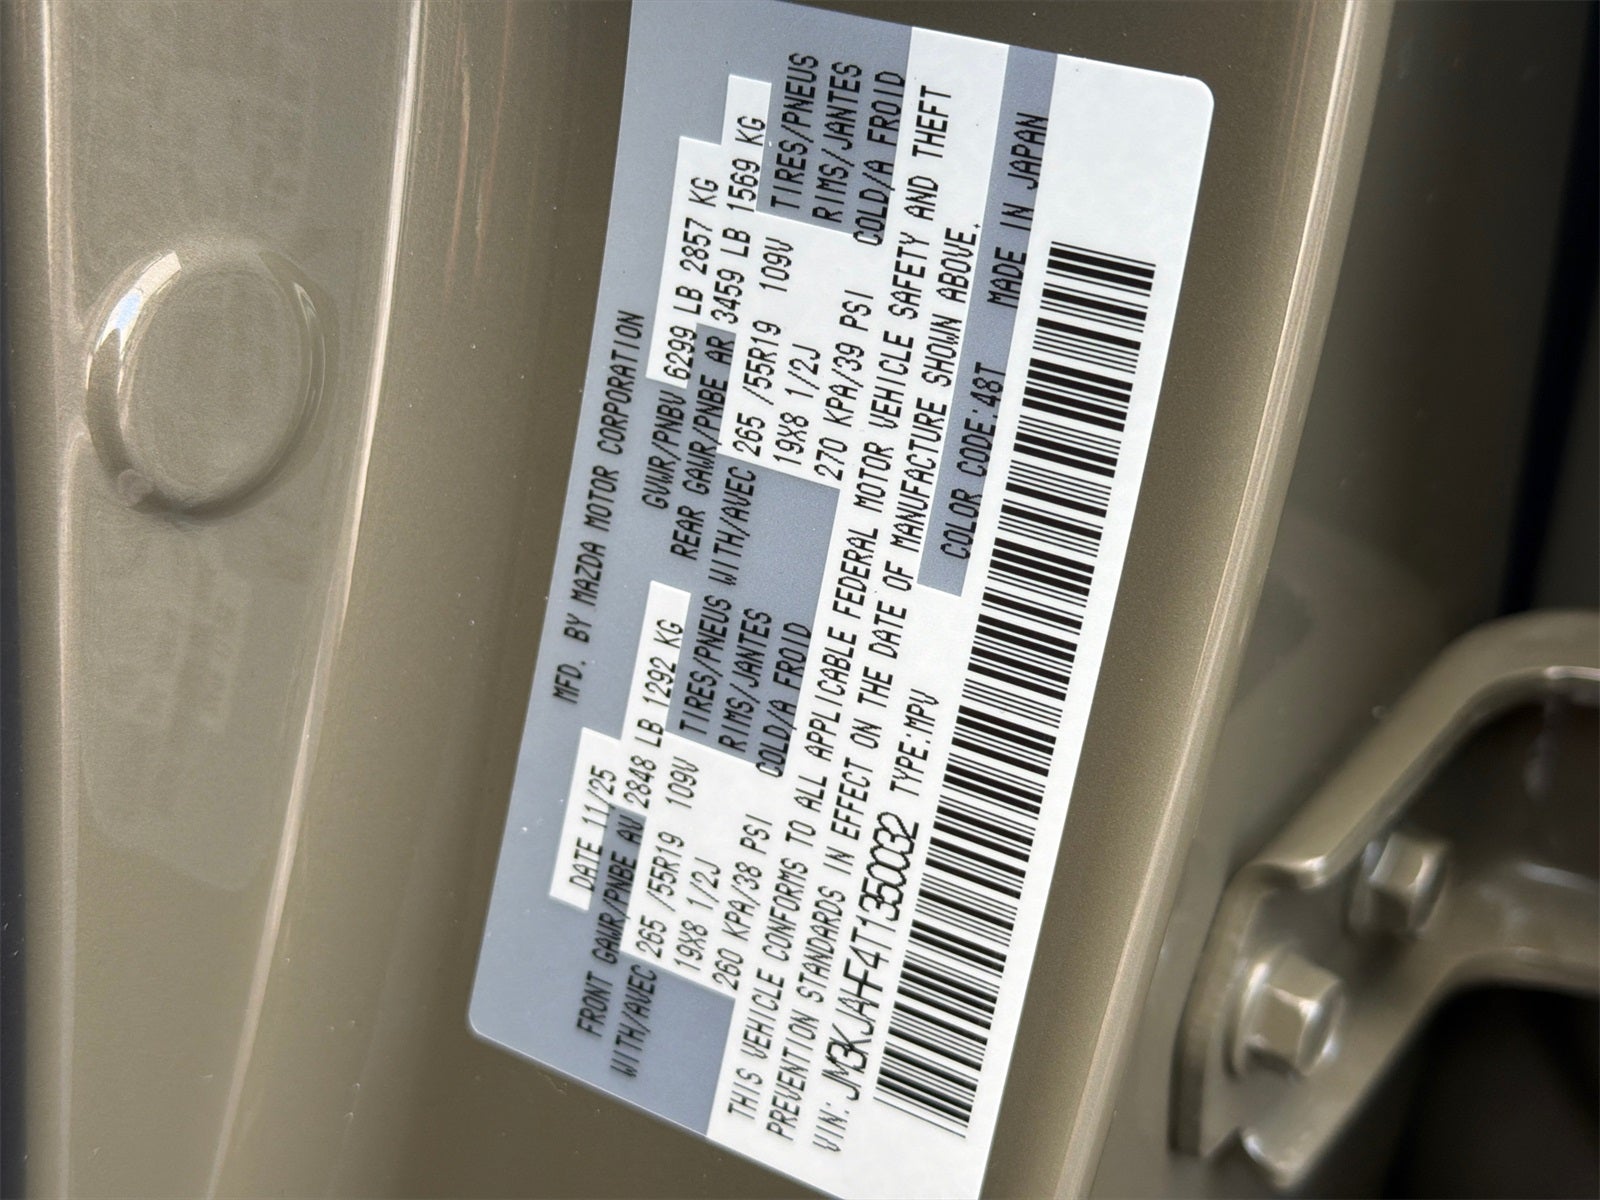 MFD. BY MAZDA MOTOR CORPORATION
DATE 11/25 GVWR/PNBV 6299 LB 2857 KG
FRONT GAWR/PNBE AV 2848 LB 1292 KG REAR GAWR/PNBE AR 3459 LB 1569 KG
WITH/AVEC 265 /55R19 109V TIRES/PNEUS WITH/AVEC 265 /55R19 109V TIRES/PNEUS
19X8 1/2J RIMS/JANTES 19X8 1/2J RIMS/JANTES
260 KPA/38 PSI COLD/A FROID 270 KPA/39 PSI COLD/A FROID
THIS VEHICLE CONFORMS TO ALL APPLICABLE FEDERAL MOTOR VEHICLE SAFETY AND THEFT
PREVENTION STANDARDS IN EFFECT ON THE DATE OF MANUFACTURE SHOWN ABOVE.
VIN: JM3KJAHF4T1350032 TYPE:MPV COLOR CODE:48T MADE IN JAPAN